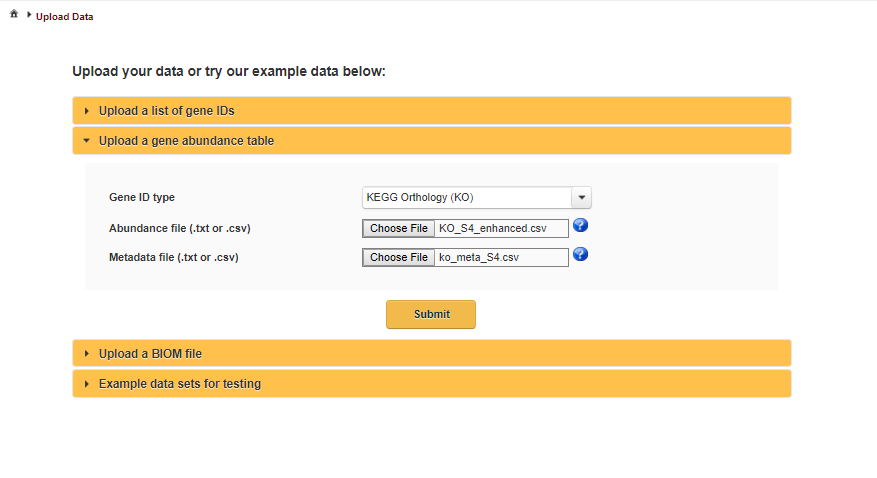 Upload Data
Upload your data or try our example data below:
Upload a list of gene IDs
Upload a gene abundance table
Gene ID type KEGG Orthology (KO)
Abundance file (.txt or .csv) Choose File KO_S4_enhanced.csv ?
Metadata file (.txt or .csv) Choose File ko_meta_S4.csv ?
Submit
Upload a BIOM file
Example data sets for testing